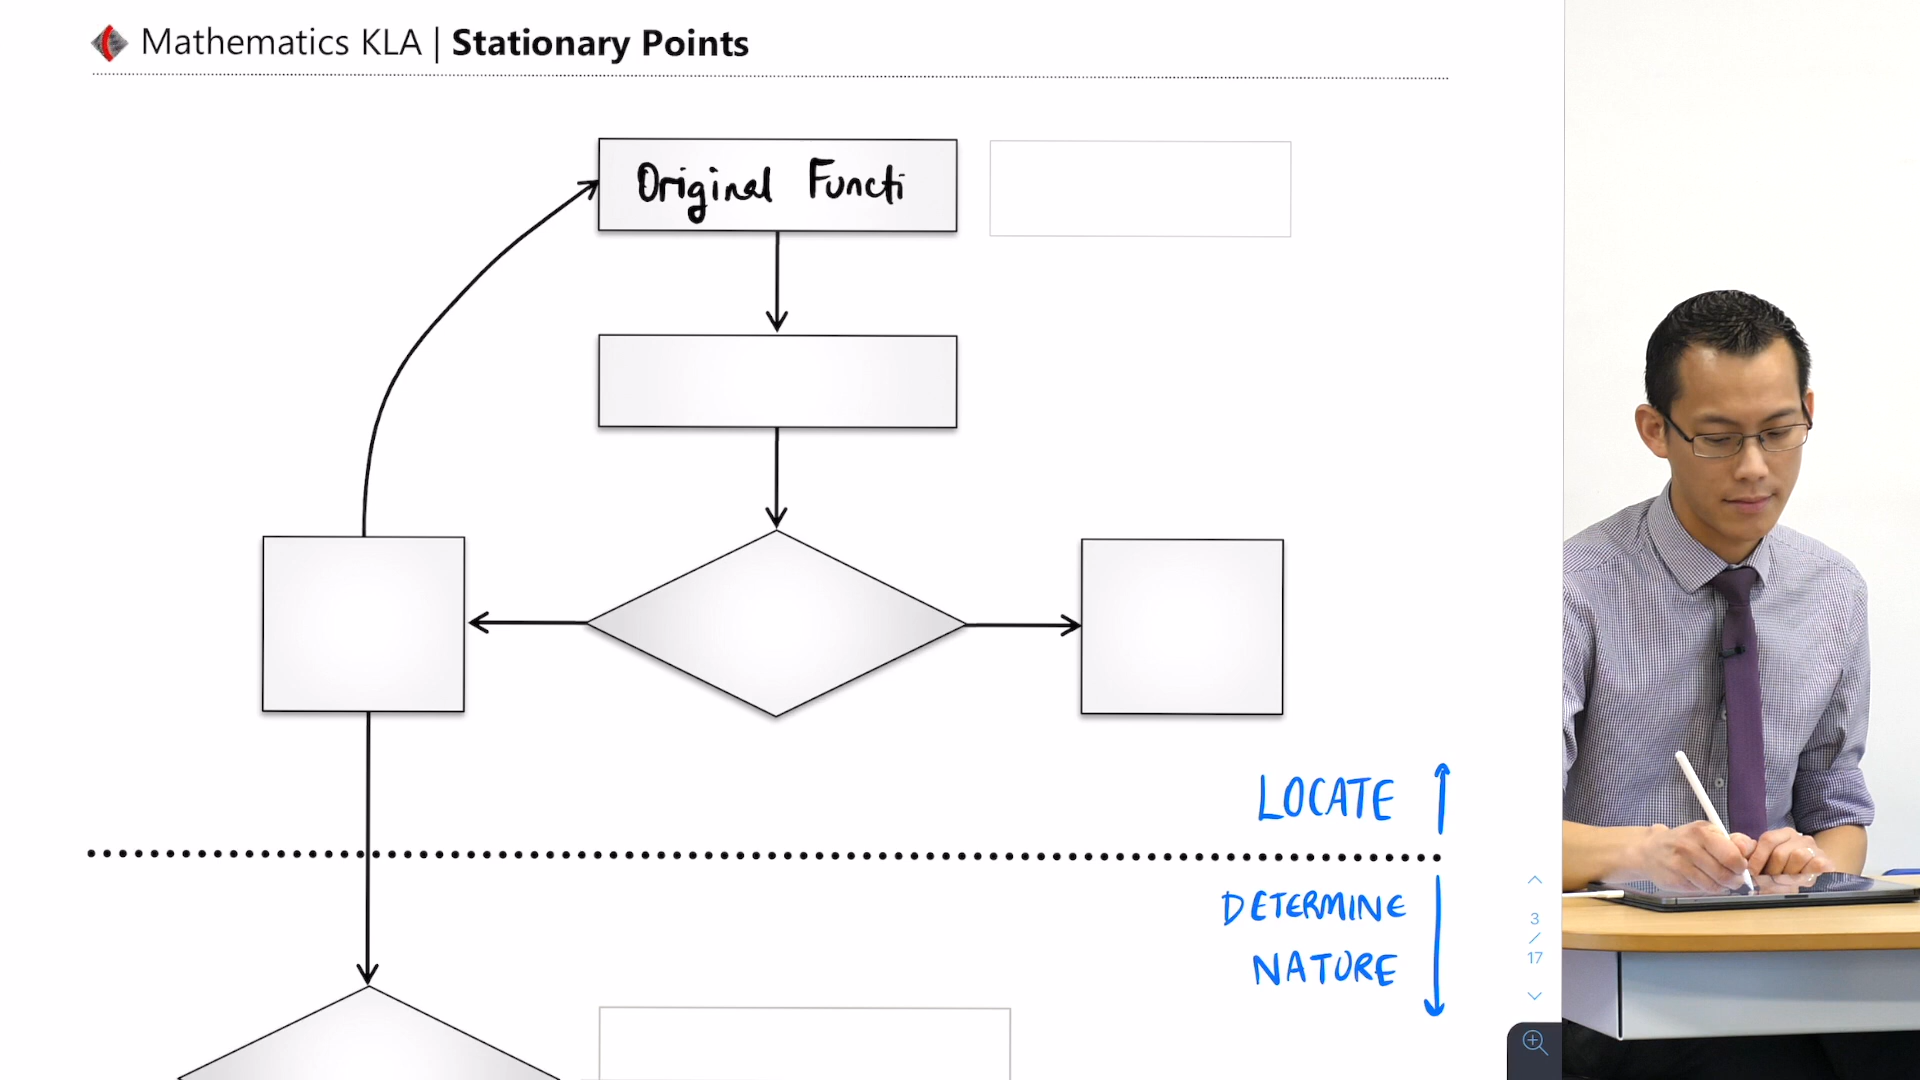 Mathematics KLA | Stationary Points
Original Functi
LOCATE
DETERMINE
NATURE
3
/
17